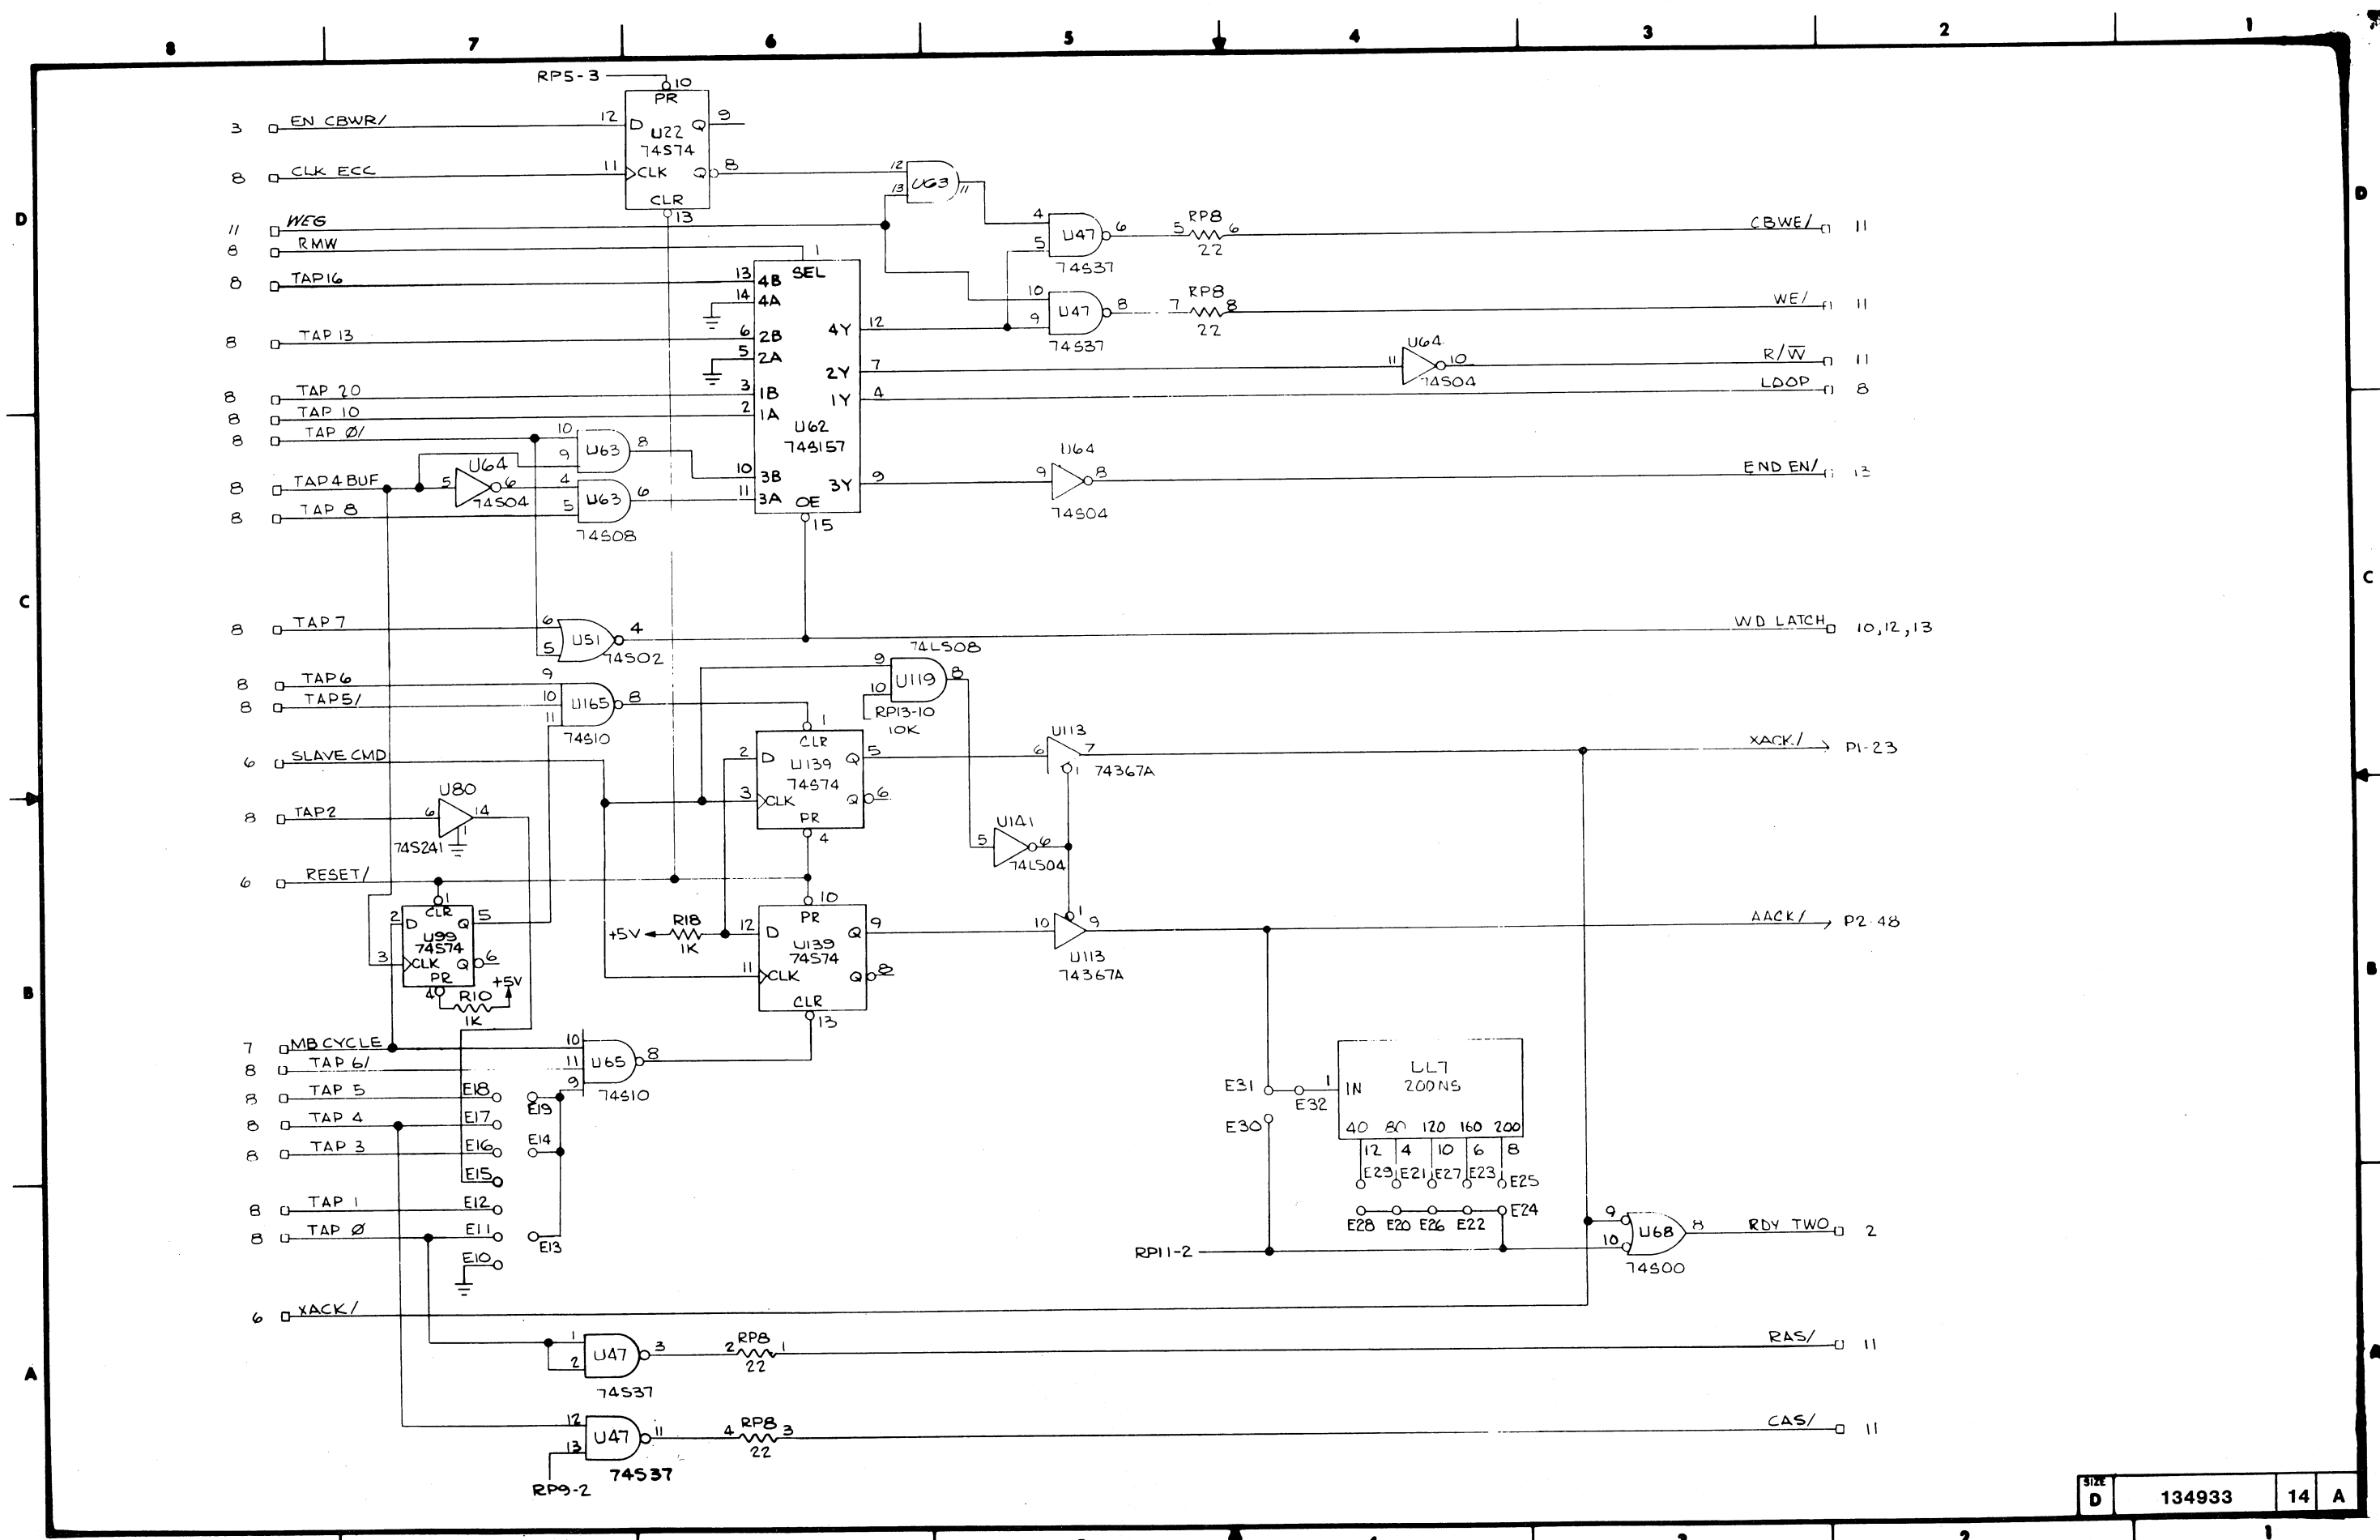 8 7 6 5 4 3 2 1
RP5-3
10
PR
3 EN CBWR/ 12 D U22 Q 9
74S74
8 CLK ECC 11 CLK Q 8
CLR
13
12 13 U63 11
D D
11 WEG
8 RMW 1
4 5 U47 6 5 RP8 6 CBWE/ 11
22
74S37
8 TAP16 13 4B SEL
14 4A
10 9 U47 8 7 RP8 8 WE/ 11
22
74S37
4Y 12
8 TAP 13 6 2B
5 2A
2Y 7 11 U64 10 R/W̅ 11
74S04
8 TAP 20 3 1B 1Y 4 LOOP 8
8 TAP 10 2 1A
U62
74S157
8 TAP Ø/ 10 9 U63 8
10 3B
8 TAP4 BUF 5 U64 6 4
74S04
8 TAP 8 5 U63 6 11 3A
74S08
3Y 9 9 U64 8 END EN/ 13
74S04
OE
15
C C
8 TAP 7 6 5 U51 4 WD LATCH 10,12,13
74S02
74LS08
9 10 U119 8
RP13-10
10K
8 TAP6 9
8 TAP5/ 10 U165 8
11
74S10
1
CLR
6 SLAVE CMD 2 D U139 Q 5
74S74
3 CLK Q 6
PR
4
6 U113 7 XACK/ P1-23
1 74367A
8 TAP2 6 U80 14
1
74S241
5 U141 6
74LS04
6 RESET/
1
CLR
2 D Q 5
U99
74S74
3 CLK Q 6
PR
4 R10 +5V
1K
10
PR
+5V R18 12 D Q 9
1K
U139
74S74
11 CLK Q 8
CLR
13
10 1 9 AACK/ P2-48
U113
74367A
B B
7 MB CYCLE 10
8 TAP 6/ 11 U65 8
9
74S10
8 TAP 5 E18 E19
8 TAP 4 E17
8 TAP 3 E16 E14
E15
8 TAP 1 E12
8 TAP Ø E11 E13
E10
E31 E32 1 IN
200NS
E30
40 80 120 160 200
12 4 10 6 8
E29 E21 E27 E23 E25
E28 E20 E26 E22 E24
RP11-2
9 10 U68 8 RDY TWO 2
74S00
6 XACK/
1 2 U47 3 2 RP8 1 RAS/ 11
22
74S37
A
12 13 U47 11 4 RP8 3 CAS/ 11
22
74S37
RP9-2
SIZE
D 134933 14 A